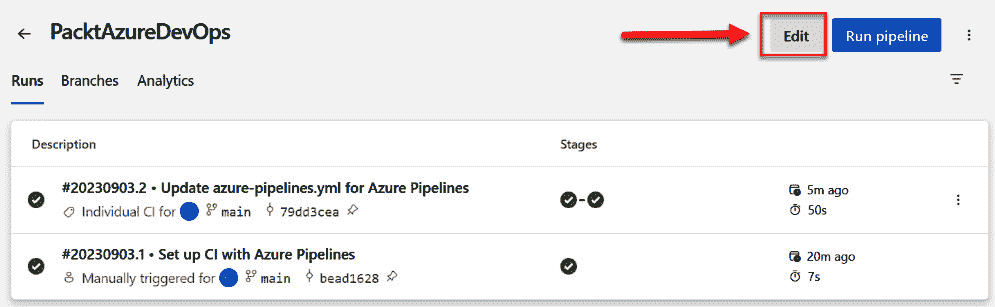 PacktAzureDevOps
Edit
Run pipeline
Runs Branches Analytics
Description Stages
#20230903.2 • Update azure-pipelines.yml for Azure Pipelines
5m ago
Individual CI for main 79dd3cea
50s
#20230903.1 • Set up CI with Azure Pipelines
20m ago
Manually triggered for main bead1628
7s